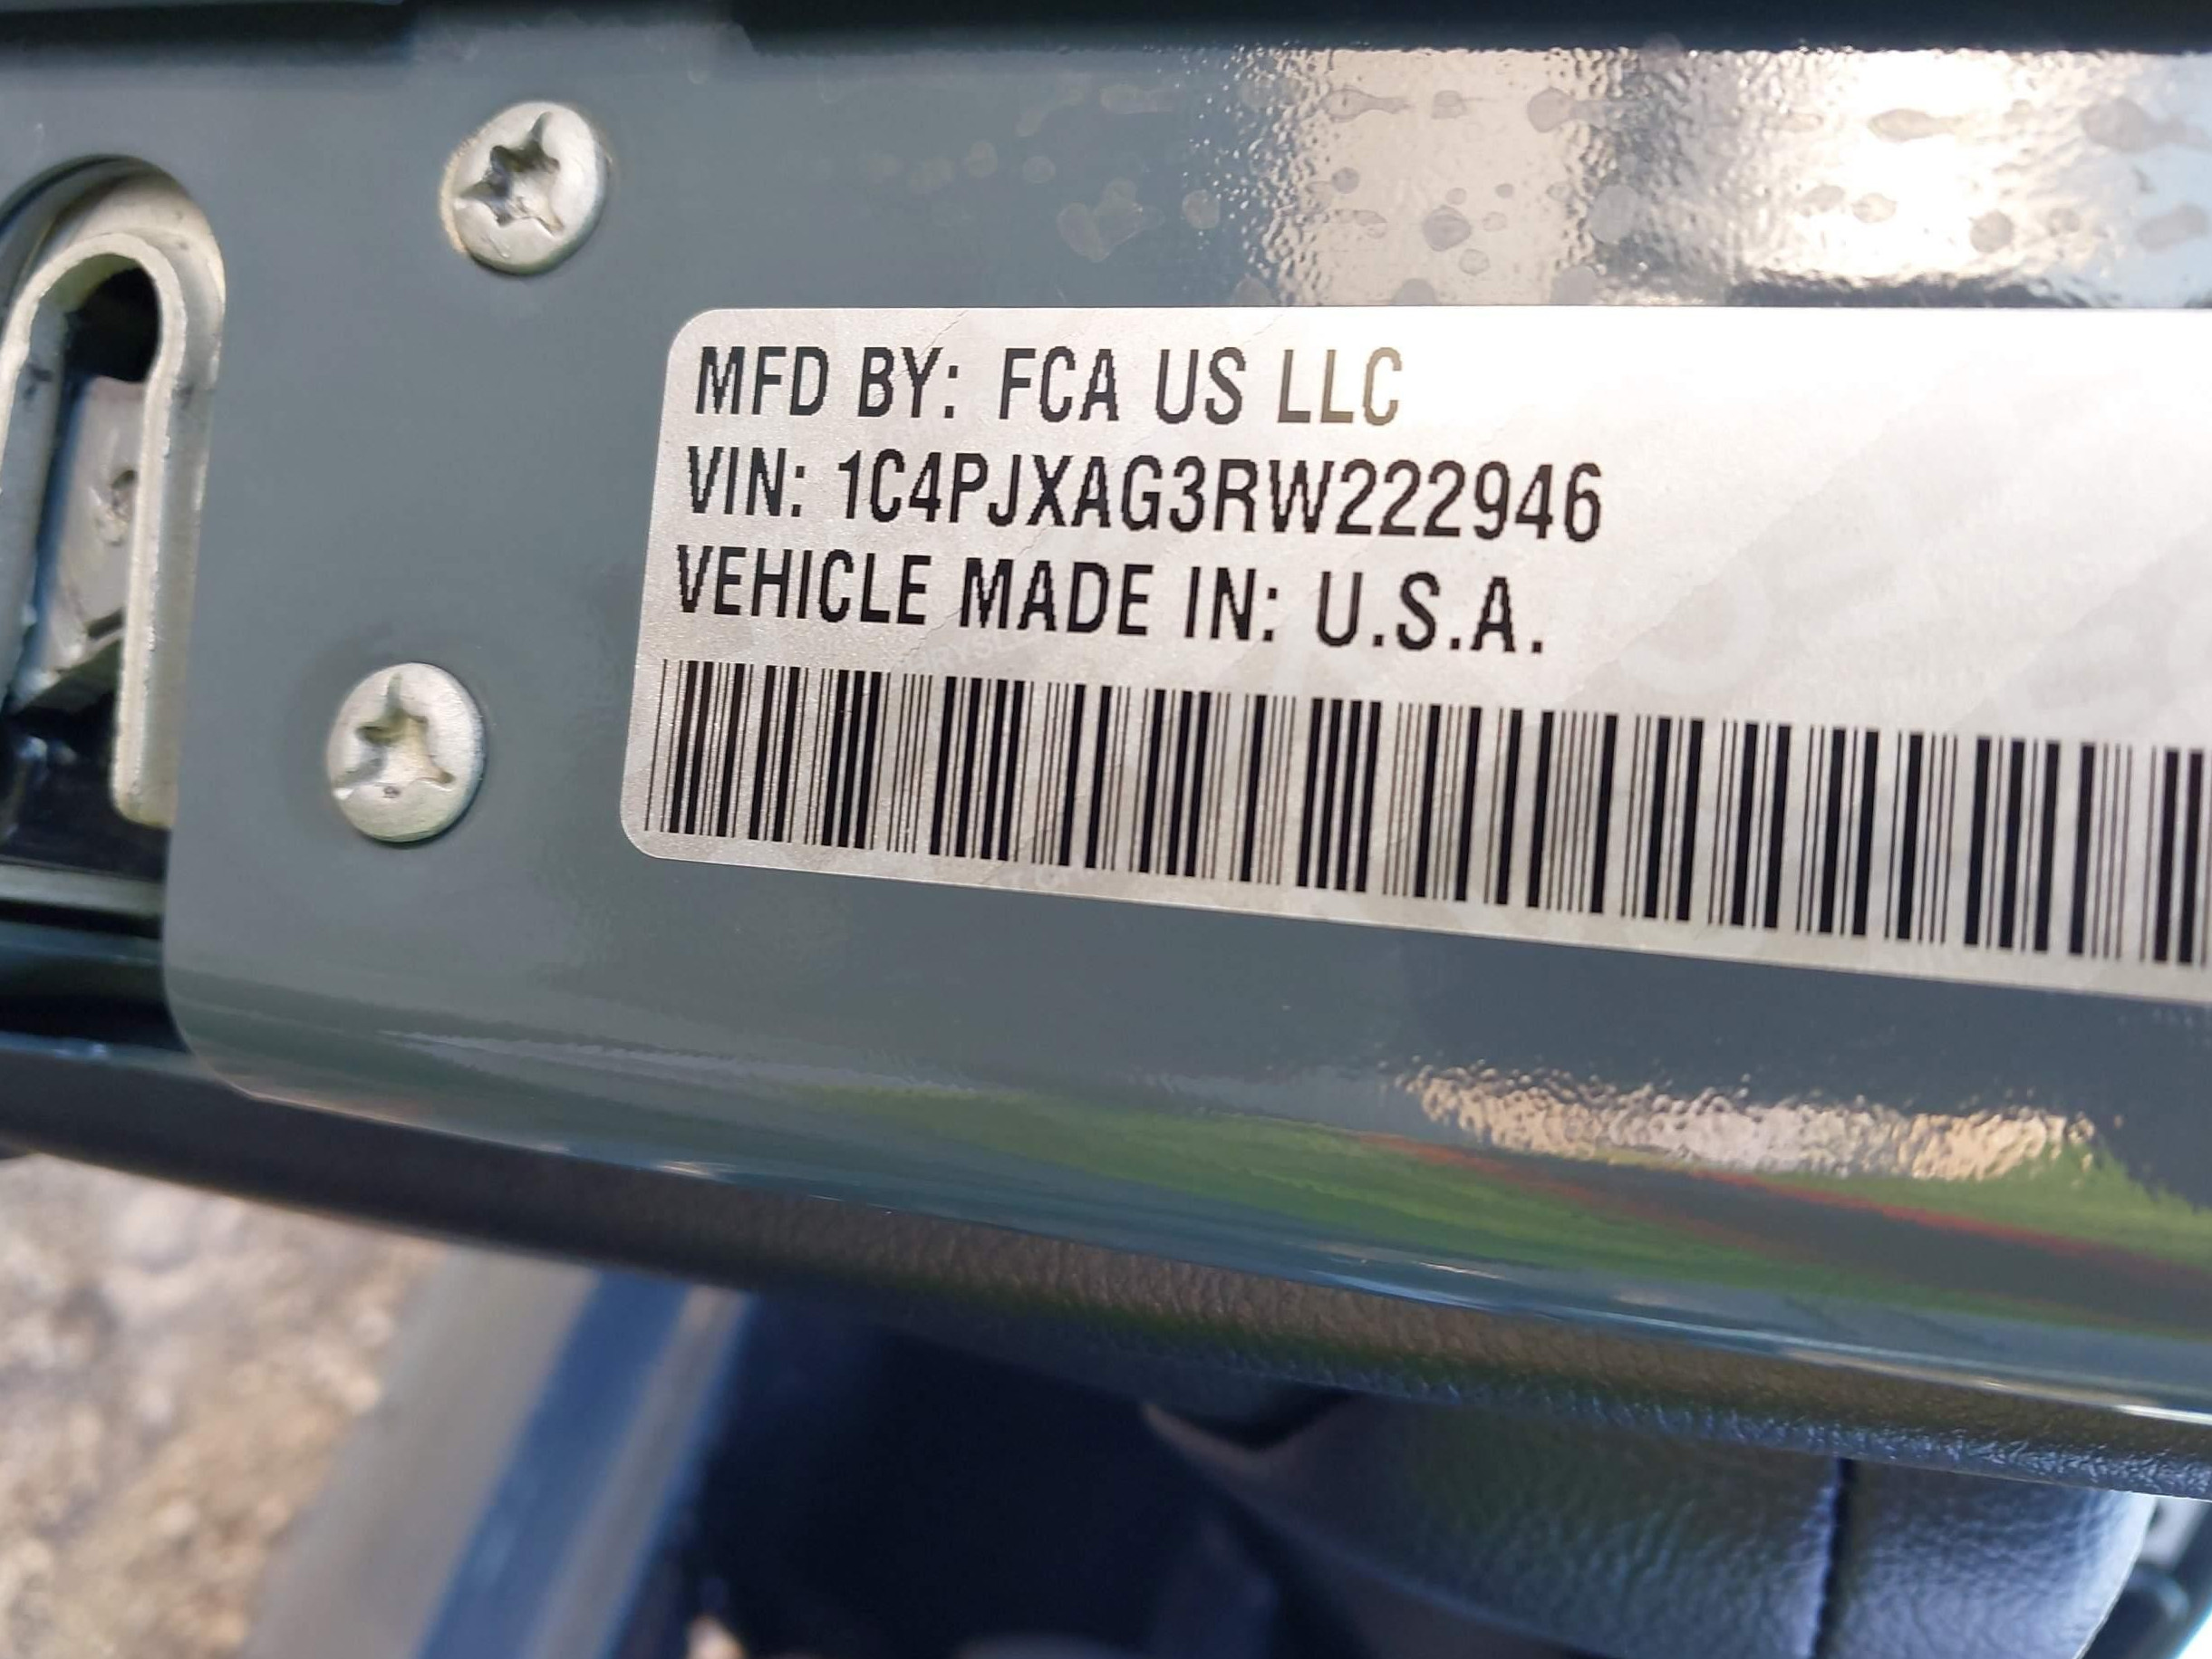 MFD BY: FCA US LLC
VIN: 1C4PJXAG3RW222946
VEHICLE MADE IN: U.S.A.